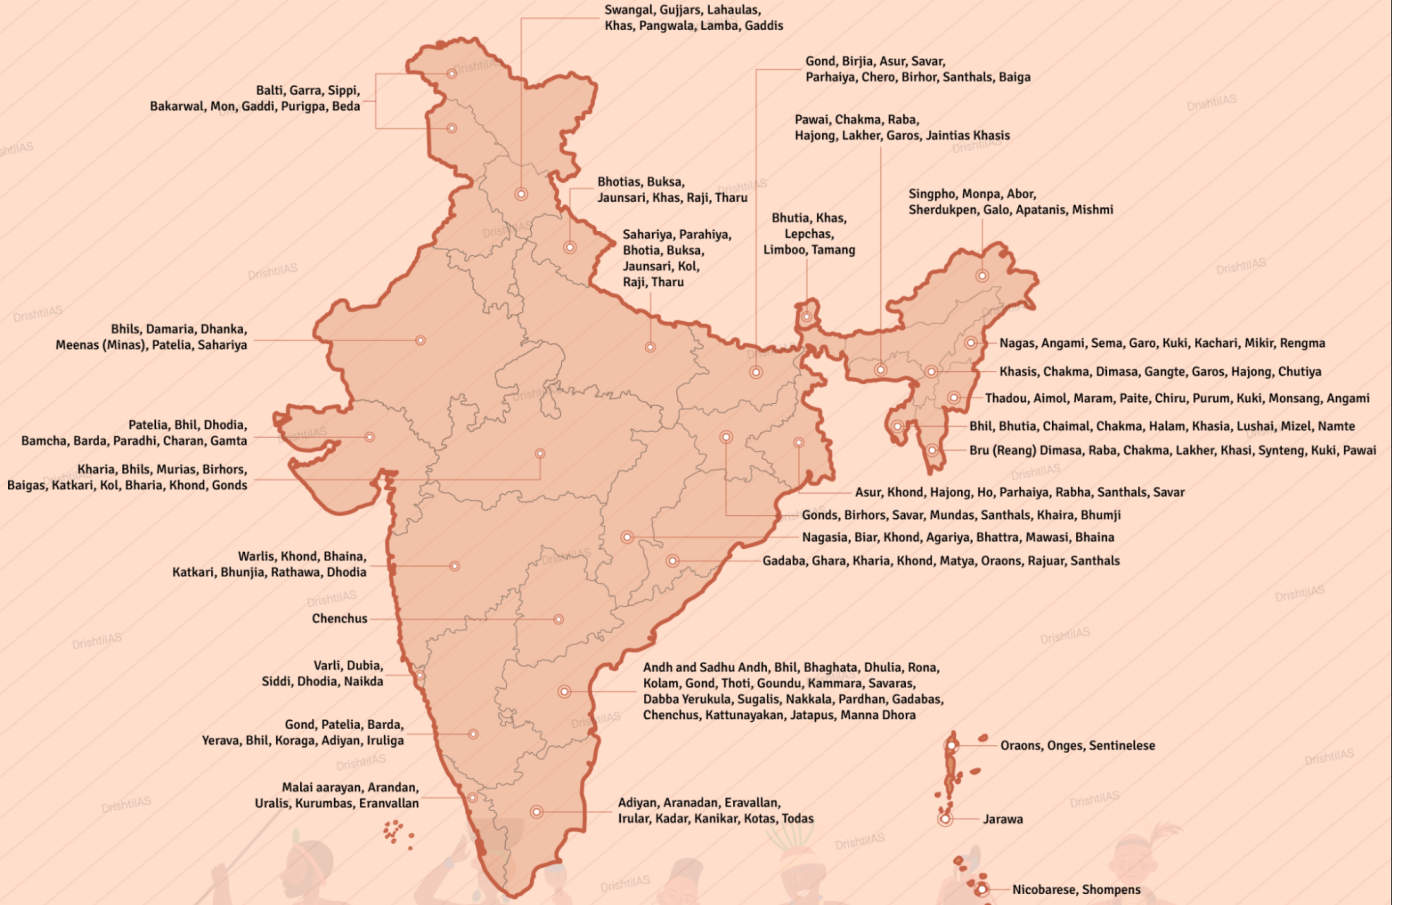 Swangal, Gujjars, Lahaulas,
Khas, Pangwala, Lamba, Gaddis
Gond, Birjia, Asur, Savar,
Parhaiya, Chero, Birhor, Santhals, Baiga
Balti, Garra, Sippi,
Bakarwal, Mon, Gaddi, Purigpa, Beda
Pawai, Chakma, Raba,
Hajong, Lakher, Garos, Jaintias Khasis
Bhotias, Buksa,
Jaunsari, Khas, Raji, Tharu
Singpho, Monpa, Abor,
Sherdukpen, Galo, Apatanis, Mishmi
Bhutia, Khas,
Lepchas,
Limboo, Tamang
Sahariya, Parahiya,
Bhotia, Buksa,
Jaunsari, Kol,
Raji, Tharu
Bhils, Damaria, Dhanka,
Meenas (Minas), Patelia, Sahariya
Nagas, Angami, Sema, Garo, Kuki, Kachari, Mikir, Rengma
Khasis, Chakma, Dimasa, Gangte, Garos, Hajong, Chutiya
Thadou, Aimol, Maram, Paite, Chiru, Purum, Kuki, Monsang, Angami
Patelia, Bhil, Dhodia,
Bamcha, Barda, Paradhi, Charan, Gamta
Bhil, Bhutia, Chaimal, Chakma, Halam, Khasia, Lushai, Mizel, Namte
Bru (Reang) Dimasa, Raba, Chakma, Lakher, Khasi, Synteng, Kuki, Pawai
Kharia, Bhils, Murias, Birhors,
Baigas, Katkari, Kol, Bharia, Khond, Gonds
Asur, Khond, Hajong, Ho, Parhaiya, Rabha, Santhals, Savar
Gonds, Birhors, Savar, Mundas, Santhals, Khaira, Bhumji
Nagasia, Biar, Khond, Agariya, Bhattra, Mawasi, Bhaina
Warlis, Khond, Bhaina,
Katkari, Bhunjia, Rathawa, Dhodia
Gadaba, Ghara, Kharia, Khond, Matya, Oraons, Rajuar, Santhals
Chenchus
Varli, Dubia,
Siddi, Dhodia, Naikda
Andh and Sadhu Andh, Bhil, Bhaghata, Dhulia, Rona,
Kolam, Gond, Thoti, Goundu, Kammara, Savaras,
Dabba Yerukula, Sugalis, Nakkala, Pardhan, Gadabas,
Chenchus, Kattunayakan, Jatapus, Manna Dhora
Gond, Patelia, Barda,
Yerava, Bhil, Koraga, Adiyan, Iruliga
Oraons, Onges, Sentinelese
Malai aarayan, Arandan,
Uralis, Kurumbas, Eranvallan
Adiyan, Aranadan, Eravallan,
Irular, Kadar, Kanikar, Kotas, Todas
Jarawa
Nicobarese, Shompens
DrishtiIAS